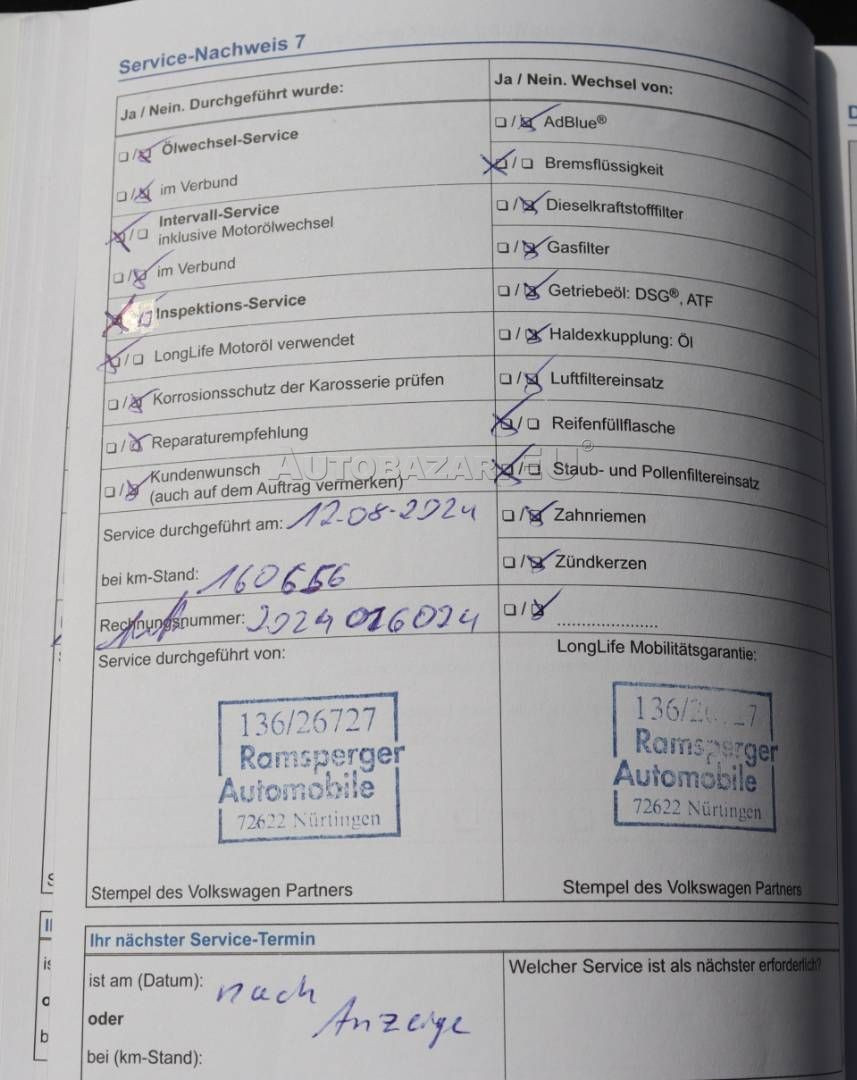 Service-Nachweis 7
Ja / Nein. Durchgeführt wurde:
☐ / ☒ Ölwechsel-Service
☐ / ☒ im Verbund
☒ / ☐ Intervall-Service
inklusive Motorölwechsel
☐ / ☒ im Verbund
☒ / ☐ Inspektions-Service
☒ / ☐ LongLife Motoröl verwendet
☐ / ☒ Korrosionsschutz der Karosserie prüfen
☐ / ☒ Reparaturempfehlung
☐ / ☒ Kundenwunsch
(auch auf dem Auftrag vermerken)
Service durchgeführt am: 12-08-2024
bei km-Stand: 160656
Rechnungsnummer: 2024026024
Service durchgeführt von:
136/26727
Ramsperger
Automobile
72622 Nürtingen
Stempel des Volkswagen Partners
Ja / Nein. Wechsel von:
☐ / ☒ AdBlue®
☒ / ☐ Bremsflüssigkeit
☐ / ☒ Dieselkraftstofffilter
☐ / ☒ Gasfilter
☐ / ☒ Getriebeöl: DSG®, ATF
☐ / ☒ Haldexkupplung: Öl
☐ / ☒ Luftfiltereinsatz
☒ / ☐ Reifenfüllflasche
☒ / ☐ Staub- und Pollenfiltereinsatz
☐ / ☒ Zahnriemen
☐ / ☒ Zündkerzen
☐ / ☒ .....................
LongLife Mobilitätsgarantie:
Ramsperger
Automobile
72622 Nürtingen
Stempel des Volkswagen Partners
Ihr nächster Service-Termin
ist am (Datum): nach
oder Anzeige
bei (km-Stand):
Welcher Service ist als nächster erforderlich?
AUTOBAZAR.EU®